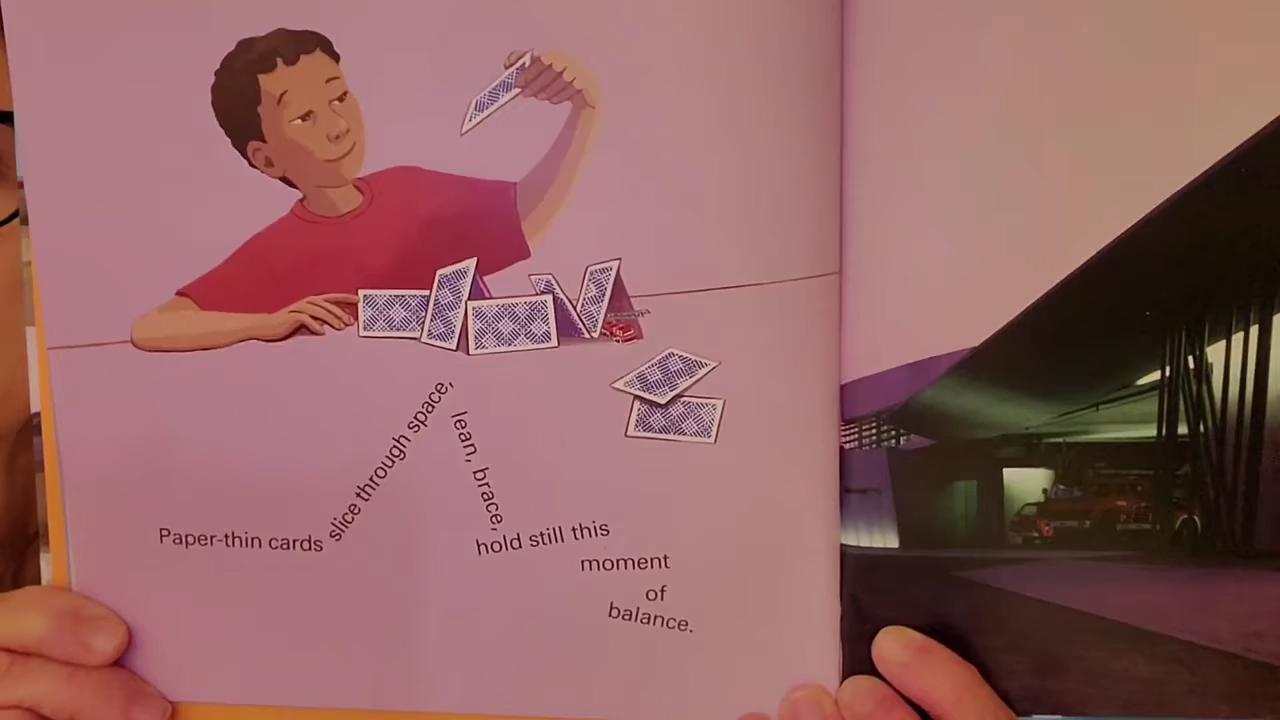 Paper-thin cards
slice through space,
lean, brace,
hold still this
moment
of
balance.